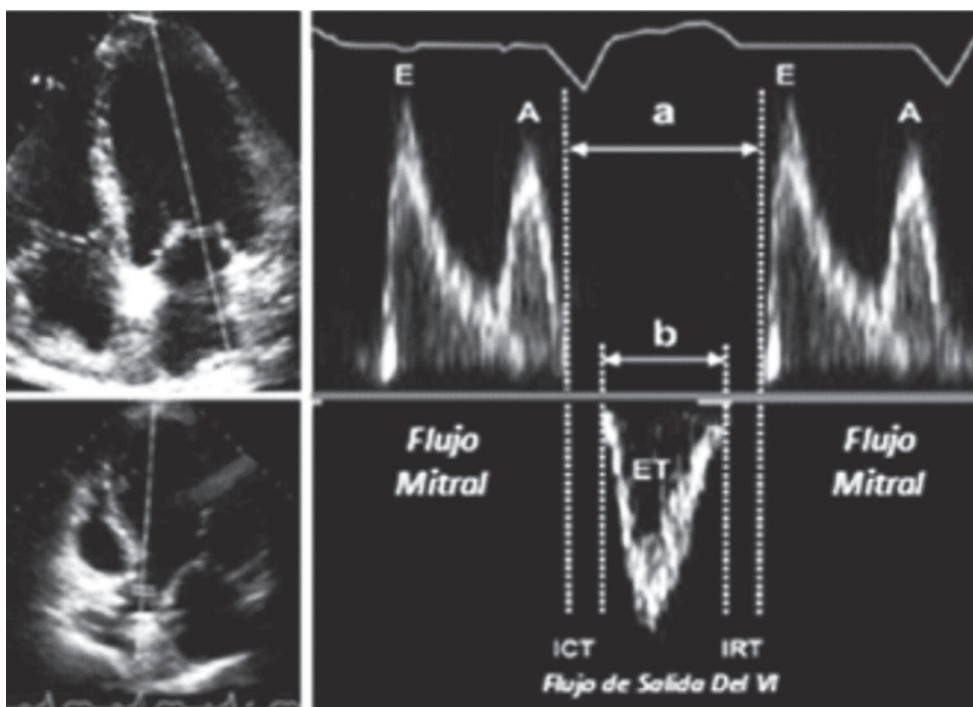 E
E
A
a
A
b
Flujo
Mitral
ET
Flujo
Mitral
ICT
IRT
Flujo de Salida Del VI